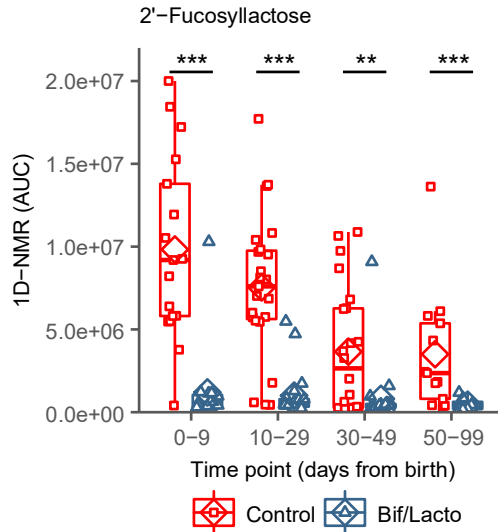 2'−Fucosyllactose
*** *** ** ***
2.0e+07
1.5e+07
1.0e+07
5.0e+06
0.0e+00
1D−NMR (AUC)
0−9 10−29 30−49 50−99
Time point (days from birth)
Control Bif/Lacto